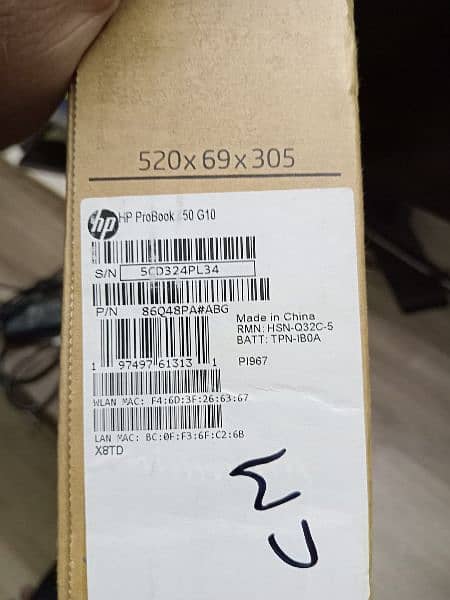 520x69x305
hp HP ProBook 50 G10
S/N 5CD324PL34
P/N 86Q48PA#ABG
Made in China
RMN: HSN-Q32C-5
BATT: TPN-IB0A
1 97497 61313 1
PI967
WLAN MAC: F4:6D:3F:26:63:67
LAN MAC: BC:0F:F3:6F:C2:6B
X8TD